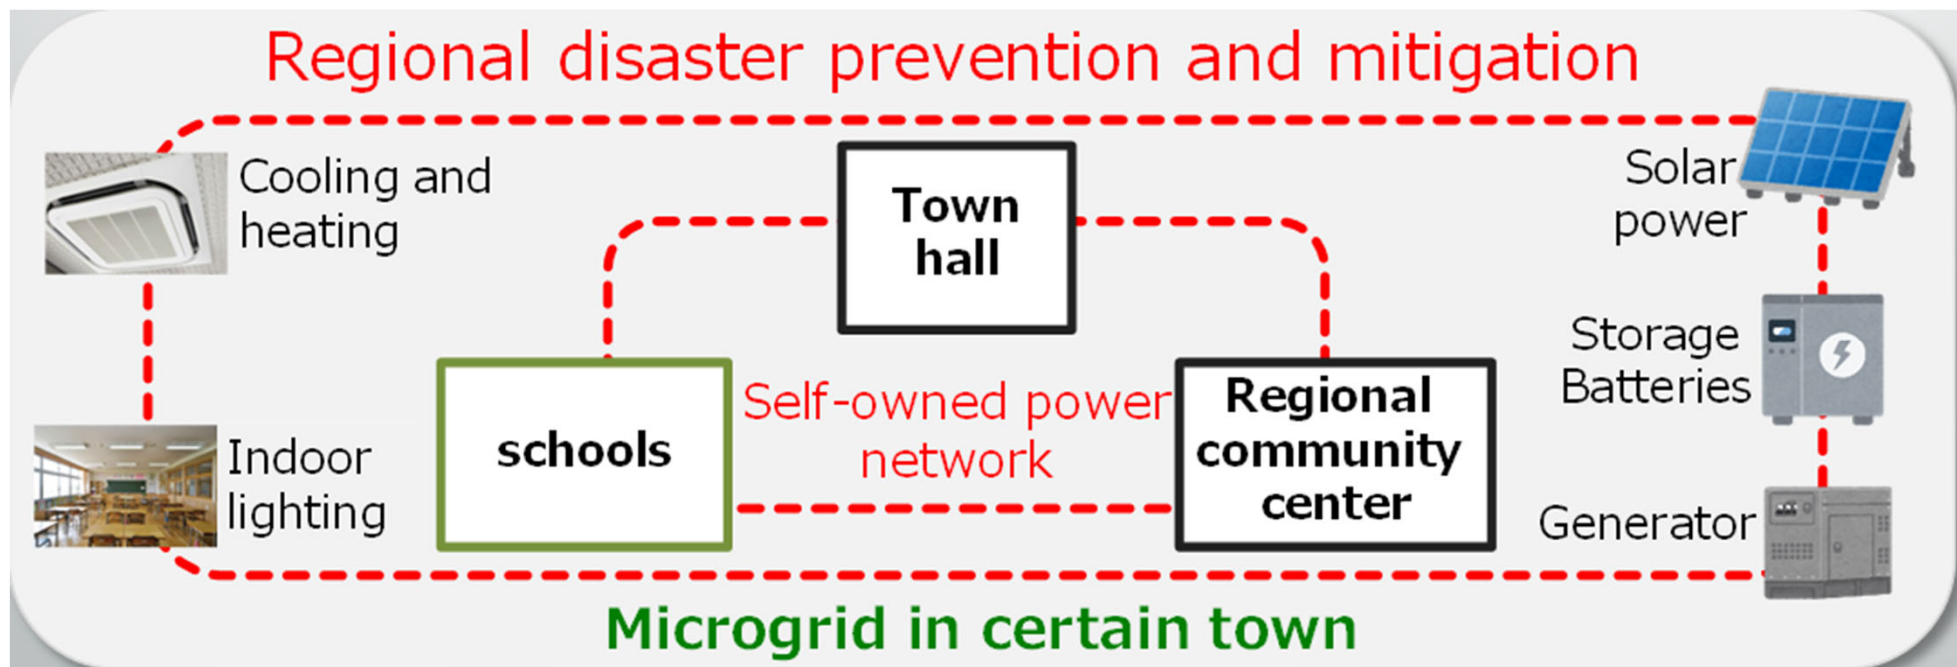 Regional disaster prevention and mitigation
Cooling and
heating
Town
hall
Solar
power
Storage
Batteries
schools
Self-owned power
network
Regional
community
center
Indoor
lighting
Generator
Microgrid in certain town